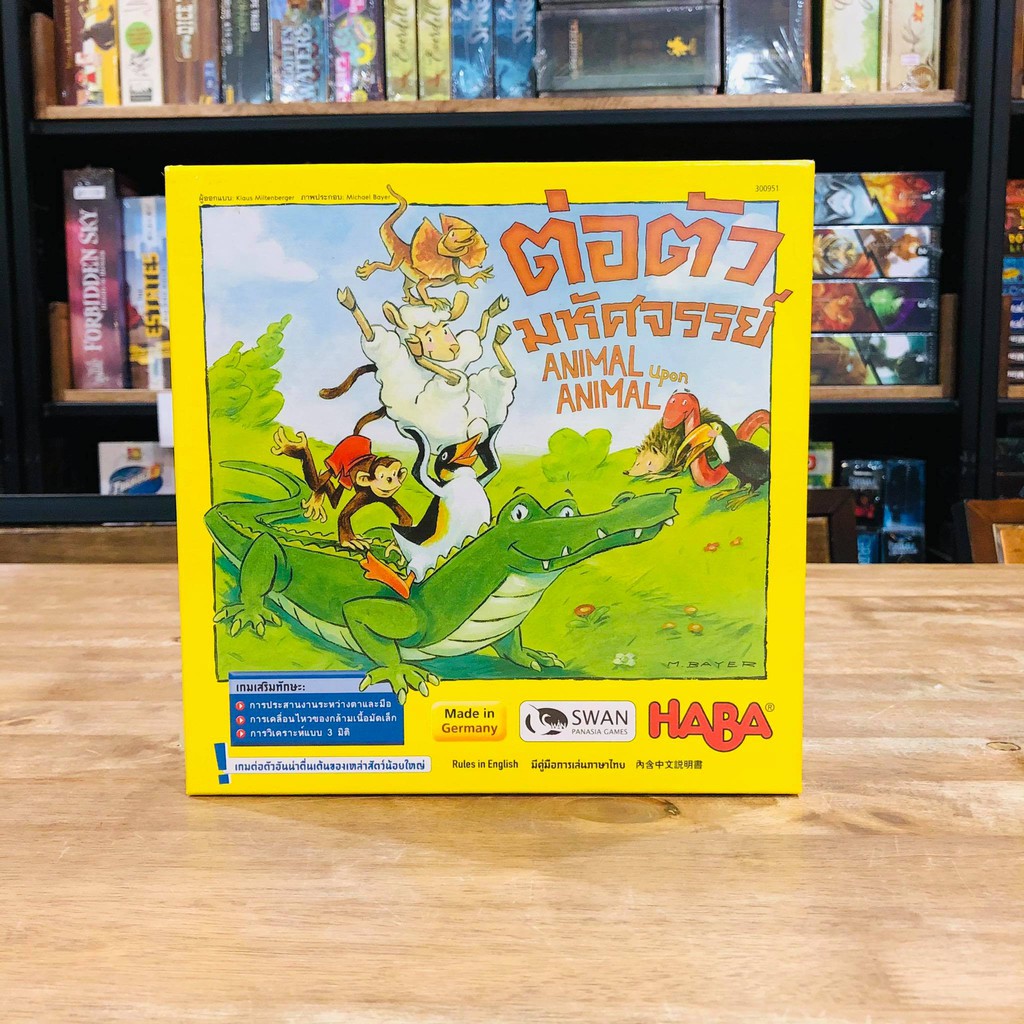 FORBIDDEN SKY
ผู้ออกแบบ: Klaus Miltenberger ภาพประกอบ: Michael Bayer
300951
ต่อตัว
มหัศจรรย์
ANIMAL upon
ANIMAL
M. BAYER
เกมเสริมทักษะ:
การประสานงานระหว่างตาและมือ
การเคลื่อนไหวของกล้ามเนื้อมัดเล็ก
การวิเคราะห์แบบ 3 มิติ
Made in
Germany
SWAN
PANASIA GAMES
HABA®
! เกมต่อตัวอันน่าตื่นเต้นของเหล่าสัตว์น้อยใหญ่
Rules in English มีคู่มือการเล่นภาษาไทย 內含中文說明書